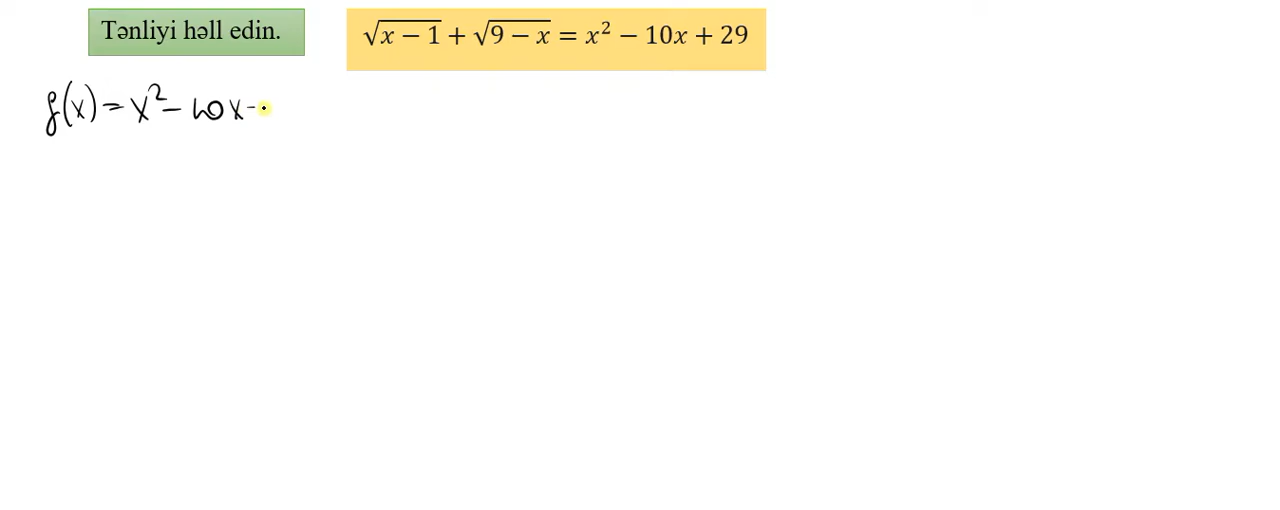 Tənliyi həll edin.
√x − 1 + √9 − x = x² − 10x + 29
f(x) = x² − 10x -